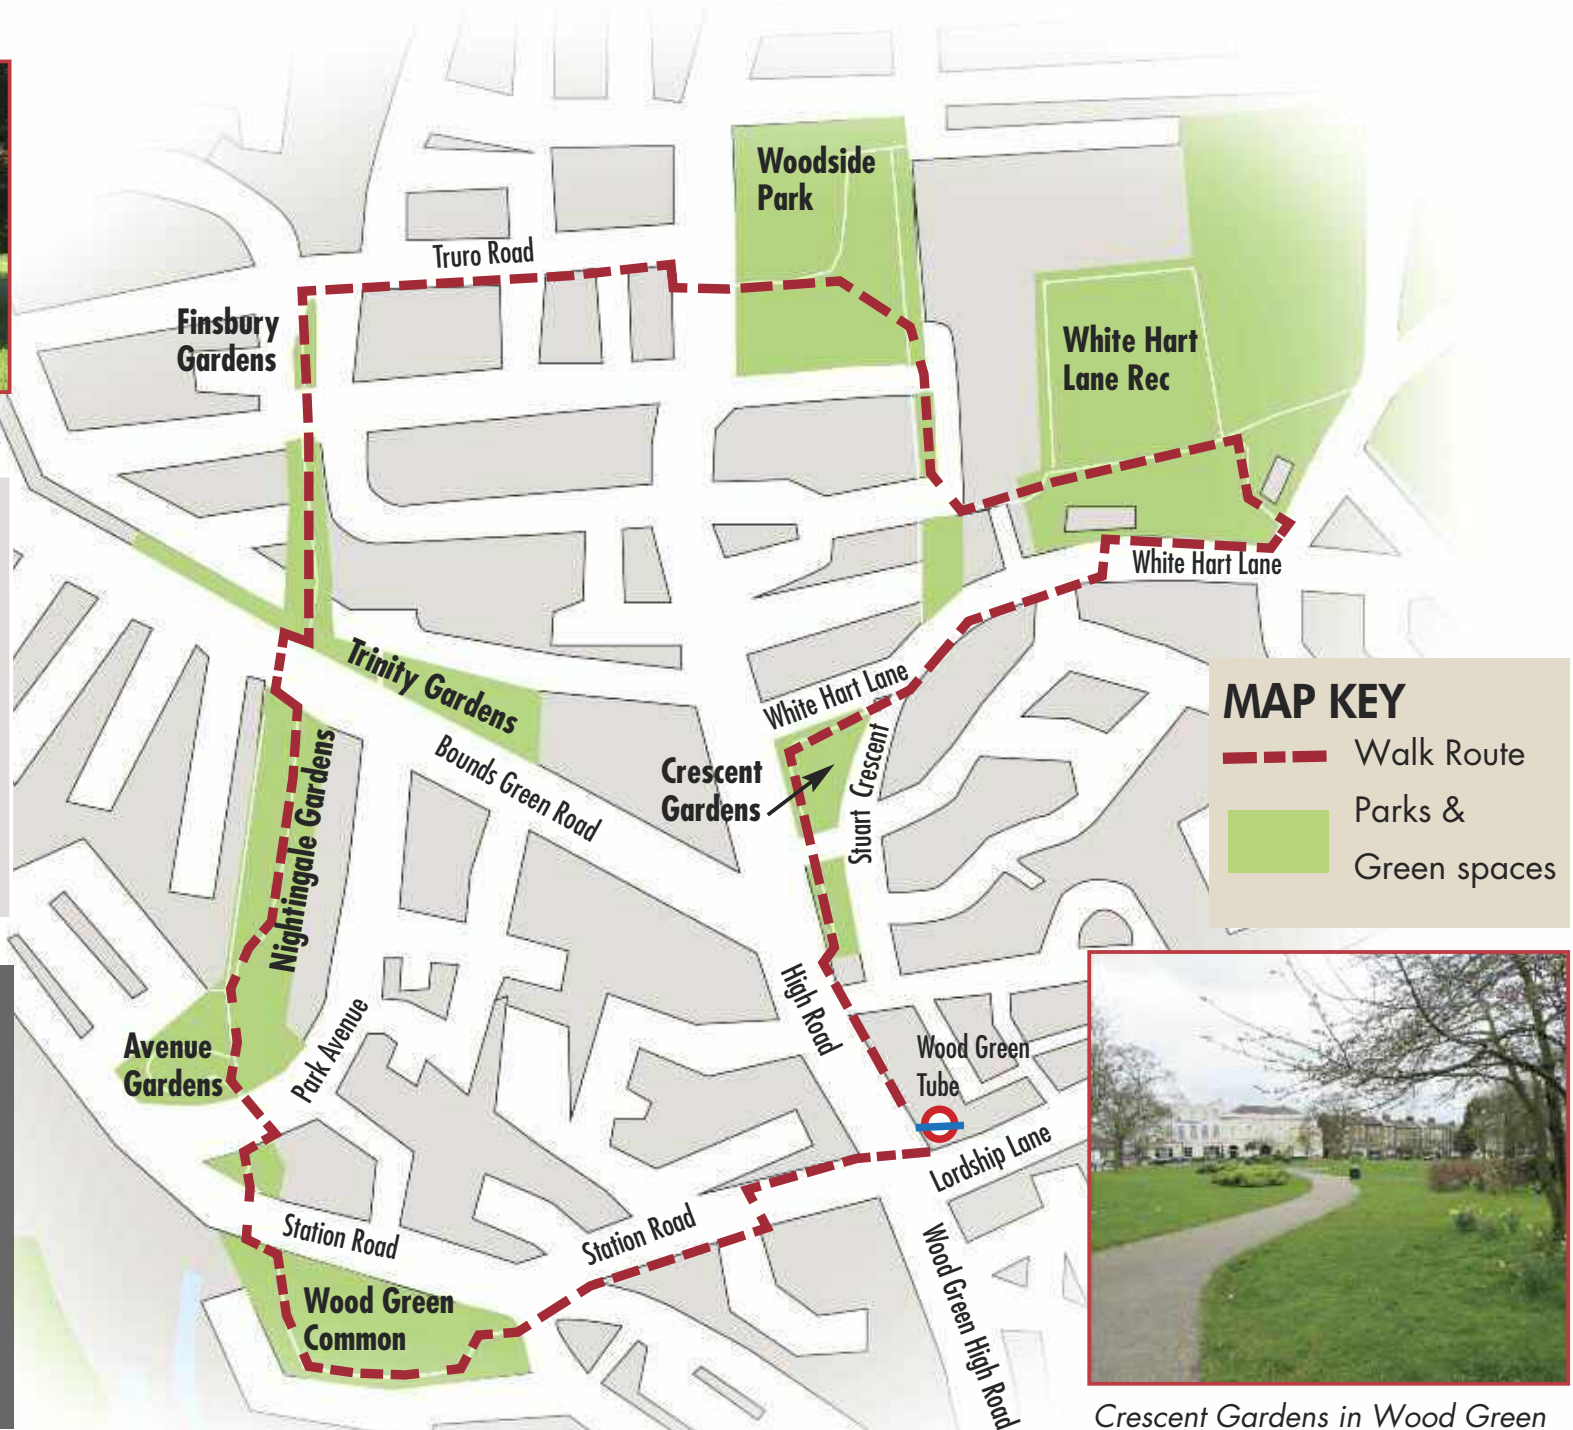 Woodside
Park
Truro Road
Finsbury
Gardens
White Hart
Lane Rec
White Hart Lane
Trinity Gardens
White Hart Lane
MAP KEY
Walk Route
Parks &
Green spaces
Bounds Green Road
Crescent
Gardens
Stuart Crescent
Nightingale Gardens
High Road
Avenue
Gardens
Park Avenue
Wood Green
Tube
Lordship Lane
Station Road
Station Road
Wood Green
Common
Wood Green High Road
Crescent Gardens in Wood Green